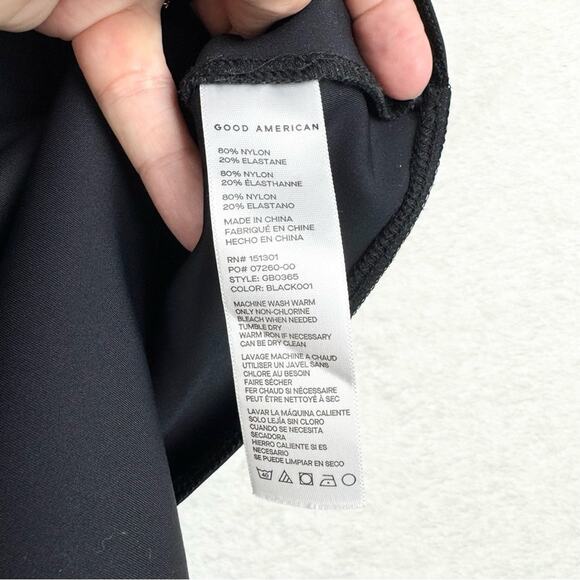 GOOD AMERICAN
80% NYLON
20% ELASTANE
80% NYLON
20% ÉLASTHANNE
80% NYLON
20% ELASTANO
MADE IN CHINA
FABRIQUÉ EN CHINE
HECHO EN CHINA
RN# 151301
PO# 07260-00
STYLE: GB0365
COLOR: BLACK001
MACHINE WASH WARM
ONLY NON-CHLORINE
BLEACH WHEN NEEDED
TUMBLE DRY
WARM IRON IF NECESSARY
CAN BE DRY CLEAN
LAVAGE MACHINE A CHAUD
UTILISER UN JAVEL SANS
CHLORE AU BESOIN
FAIRE SÉCHER
FER CHAUD SI NÉCESSAIRE
PEUT ÊTRE NETTOYÉ À SEC
LAVAR LA MÁQUINA CALIENTE
SOLO LEJÍA SIN CLORO
CUANDO SE NECESITA
SECADORA
HIERRO CALIENTE SI ES
NECESARIO
SE PUEDE LIMPIAR EN SECO
40